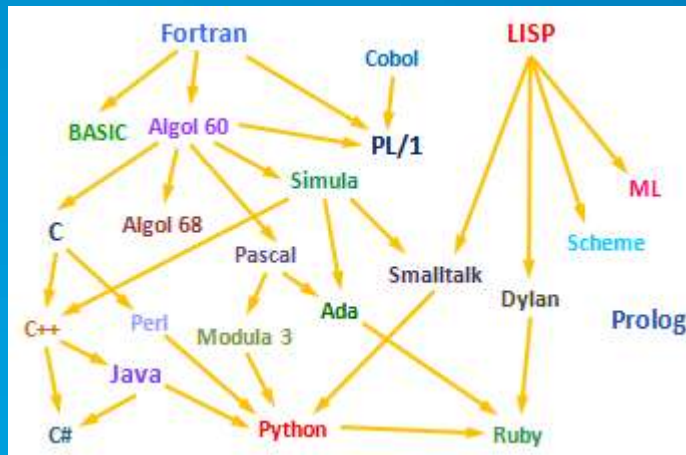 Fortran
LISP
Cobol
BASIC
Algol 60
PL/1
Simula
ML
C
Algol 68
Pascal
Scheme
Smalltalk
Dylan
C++
Perl
Modula 3
Ada
Prolog
Java
C#
Python
Ruby